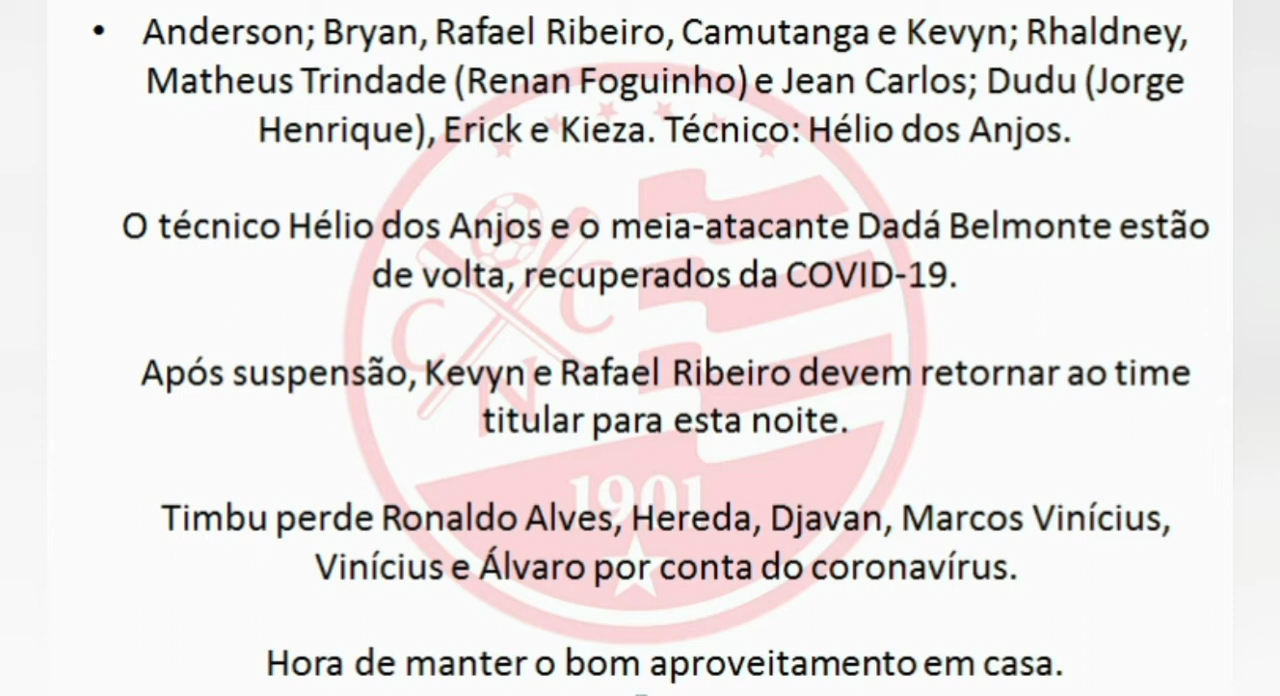 • Anderson; Bryan, Rafael Ribeiro, Camutanga e Kevyn; Rhaldney,
Matheus Trindade (Renan Foguinho) e Jean Carlos; Dudu (Jorge
Henrique), Erick e Kieza. Técnico: Hélio dos Anjos.
O técnico Hélio dos Anjos e o meia-atacante Dadá Belmonte estão
de volta, recuperados da COVID-19.
C C
N
Após suspensão, Kevyn e Rafael Ribeiro devem retornar ao time
titular para esta noite.
1901
Timbu perde Ronaldo Alves, Hereda, Djavan, Marcos Vinícius,
Vinícius e Álvaro por conta do coronavírus.
Hora de manter o bom aproveitamento em casa.